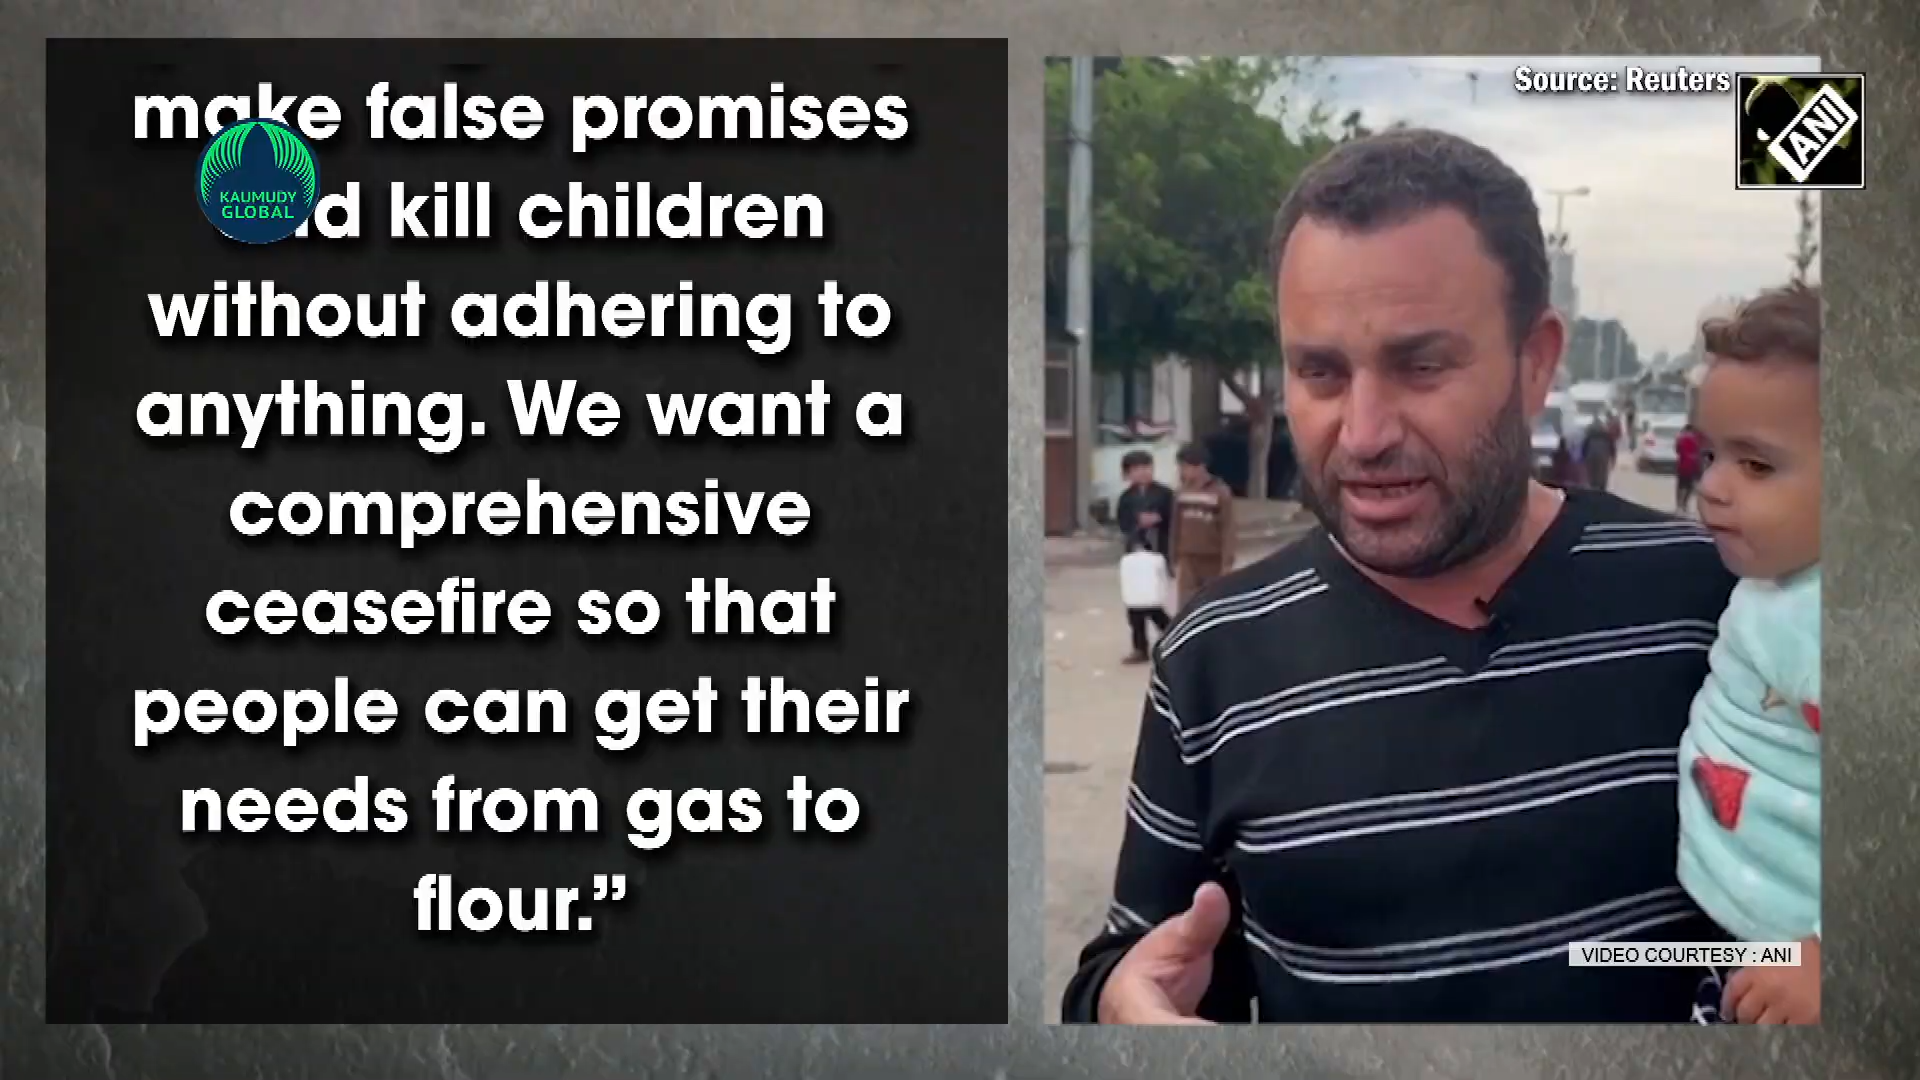 make false promises
and kill children
without adhering to
anything. We want a
comprehensive
ceasefire so that
people can get their
needs from gas to
flour.”
KAUMUDY
GLOBAL
Source: Reuters
ANI
VIDEO COURTESY : ANI